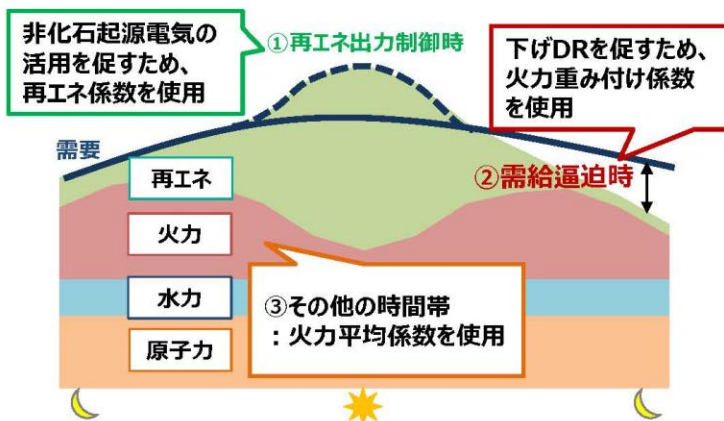 非化石起源電気の
活用を促すため、
再エネ係数を使用
①再エネ出力制御時
下げDRを促すため、
火力重み付け係数
を使用
需要
再エネ
②需給逼迫時
火力
水力
③その他の時間帯
：火力平均係数を使用
原子力